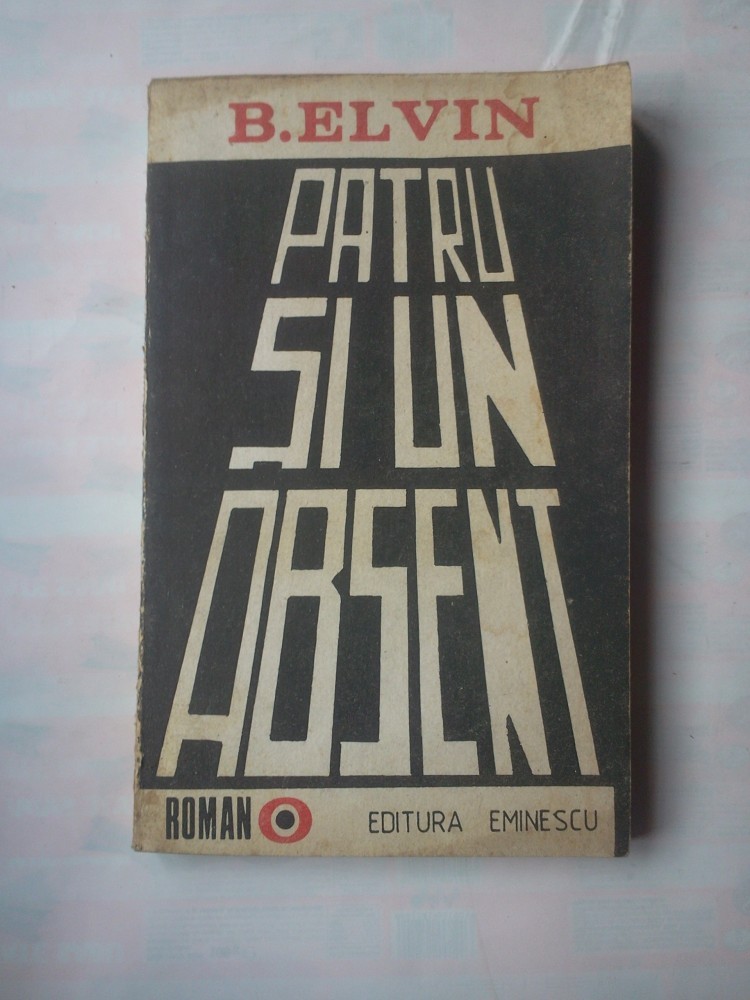 B.ELVIN
PATRU
ŞI UN
ABSENT
ROMAN EDITURA EMINESCU